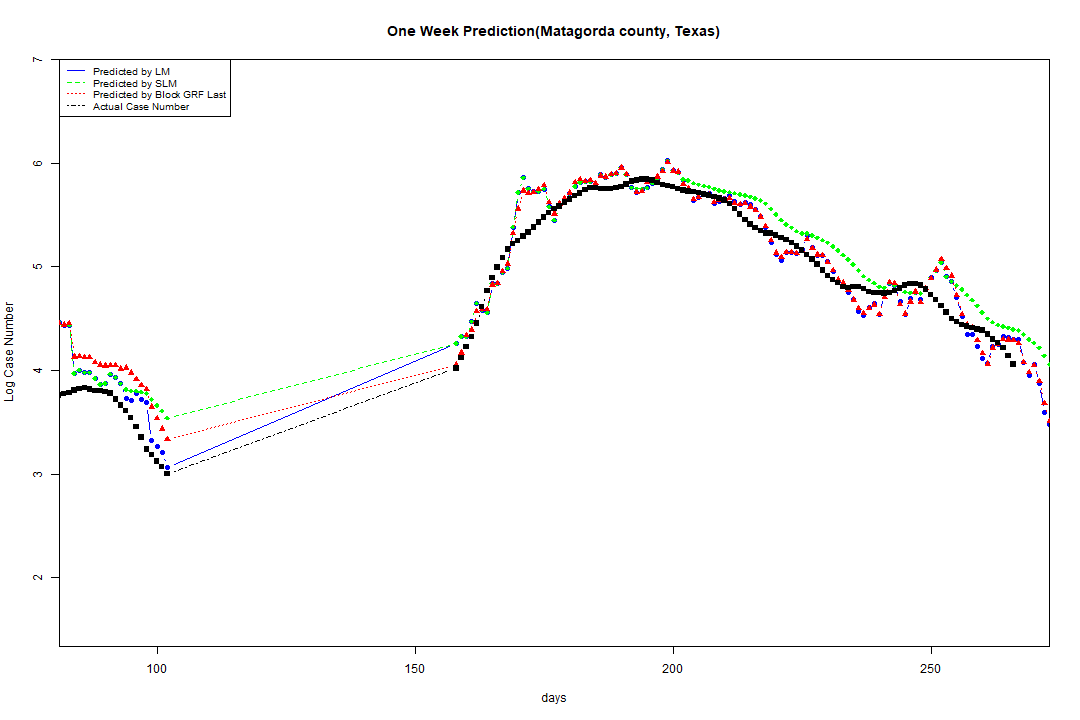 One Week Prediction(Matagorda county, Texas)
Predicted by LM
Predicted by SLM
Predicted by Block GRF Last
Actual Case Number
7
6
5
4
3
2
Log Case Number
100
150
200
250
days